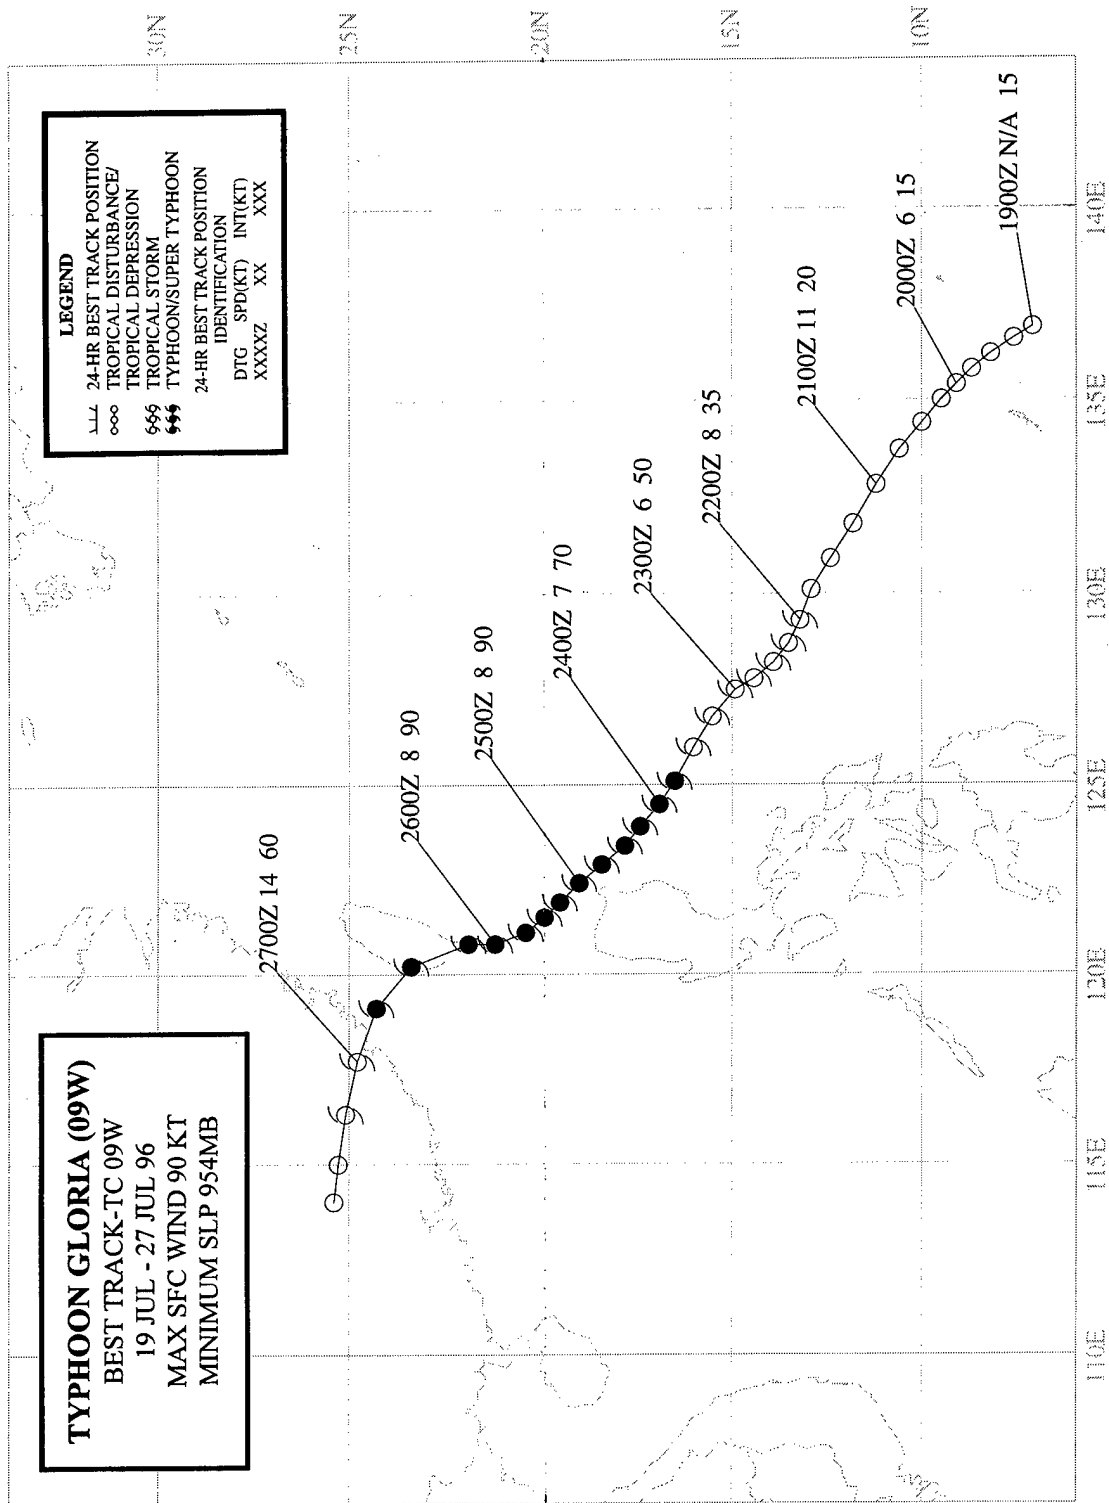 TYPHOON GLORIA (09W)
BEST TRACK-TC 09W
19 JUL - 27 JUL 96
MAX SFC WIND 90 KT
MINIMUM SLP 954MB
LEGEND
24-HR BEST TRACK POSITION
TROPICAL DISTURBANCE/
TROPICAL DEPRESSION
TROPICAL STORM
TYPHOON/SUPER TYPHOON
24-HR BEST TRACK POSITION
IDENTIFICATION
DTG SPD(KT) INT(KT)
XXXXZ XX XXX
30N
25N
20N
15N
10N
2700Z 14 60
2600Z 8 90
2500Z 8 90
2400Z 7 70
2300Z 6 50
2200Z 8 35
2100Z 11 20
2000Z 6 15
1900Z N/A 15
110E
115E
120E
125E
130E
135E
140E